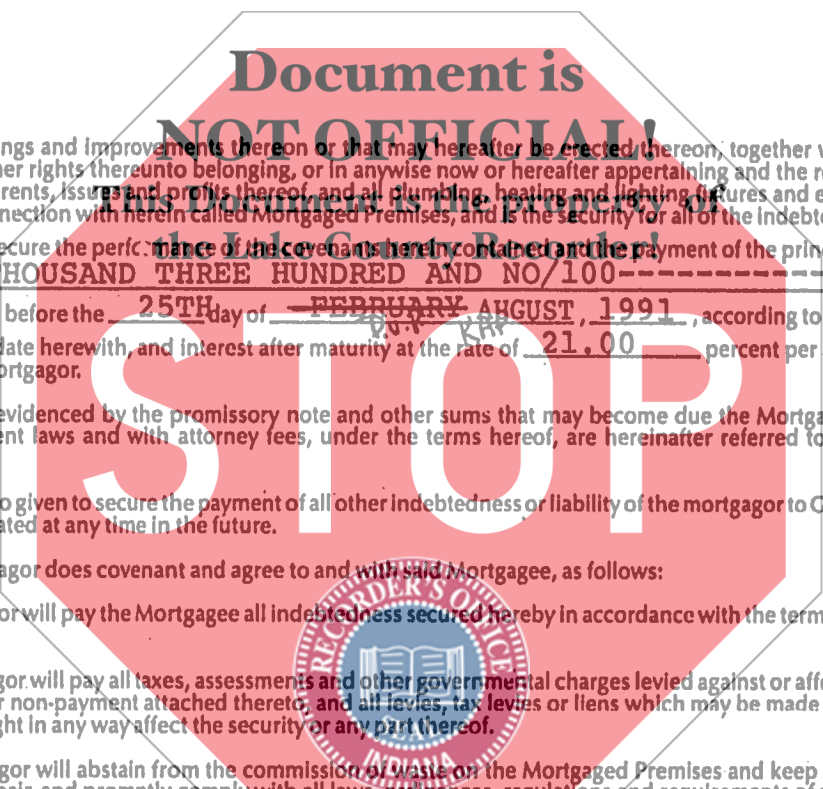 Document is
NOT OFFICIAL!
This Document is the property of
the Lake County Recorder!
STOP
ngs and improvements thereon or that may hereafter be erected thereon, together
er rights thereunto belonging, or in anywise now or hereafter appertaining and the
rents, issues and profits thereof, and all plumbing, heating and lighting fixtures and
nection with herein called Mortgaged Premises, and is the security for all of the indebt
ecure the performance of the covenants hereby contained and the payment of the prin
HOUSAND THREE HUNDRED AND NO/100------------
before the 25TH day of FEBRUARY AUGUST, 1991, according to
KAP
date herewith, and interest after maturity at the rate of 21.00 percent per
ortgagor.
evidenced by the promissory note and other sums that may become due the Mortga
ent laws and with attorney fees, under the terms hereof, are hereinafter referred to
o given to secure the payment of all other indebtedness or liability of the mortgagor to
ated at any time in the future.
agor does covenant and agree to and with said Mortgagee, as follows:
or will pay the Mortgagee all indebtedness secured hereby in accordance with the term
gor will pay all taxes, assessments and other governmental charges levied against or aff
r non-payment attached thereto, and all levies, tax levies or liens which may be made
ght in any way affect the security or any part thereof.
gor will abstain from the commission of waste on the Mortgaged Premises and keep
RECORDER'S OFFICE
SEAL
INDIANA